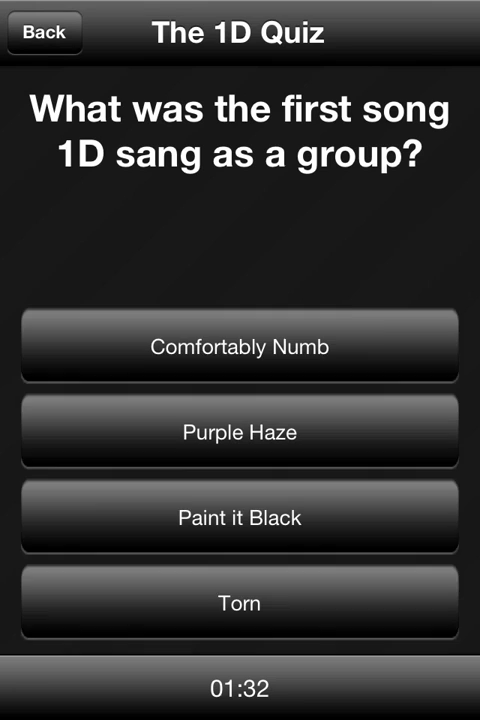 Back
The 1D Quiz
What was the first song
1D sang as a group?
Comfortably Numb
Purple Haze
Paint it Black
Torn
01:32